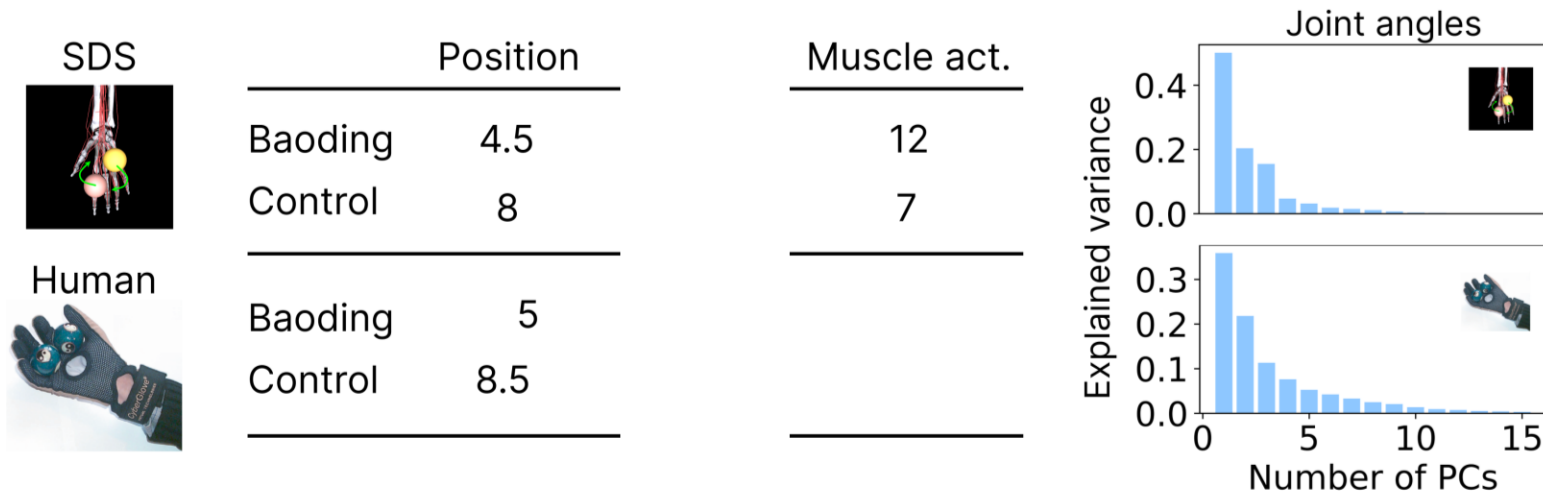 SDS
Position
Muscle act.
Baoding 4.5 12
Control 8 7
Human
Baoding 5
Control 8.5
CyberGlove
Joint angles
Explained variance
0.4
0.2
0.0
0.3
0.2
0.1
0.0
0 5 10 15
Number of PCs